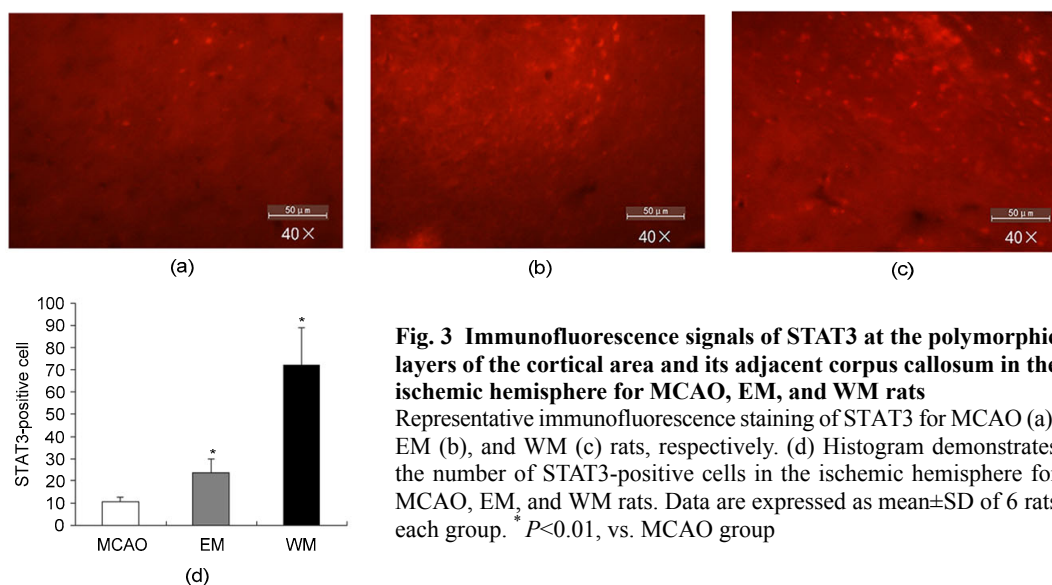 50 μm
40×
50 μm
40×
50 μm
40×
(a)
(b)
(c)
100
90
80
70
60
50
40
30
20
10
0
STAT3-positive cell
*
*
MCAO EM WM
(d)
Fig. 3 Immunofluorescence signals of STAT3 at the polymorphic
layers of the cortical area and its adjacent corpus callosum in the
ischemic hemisphere for MCAO, EM, and WM rats
Representative immunofluorescence staining of STAT3 for MCAO (a)
EM (b), and WM (c) rats, respectively. (d) Histogram demonstrates
the number of STAT3-positive cells in the ischemic hemisphere for
MCAO, EM, and WM rats. Data are expressed as mean±SD of 6 rats
each group. * P<0.01, vs. MCAO group